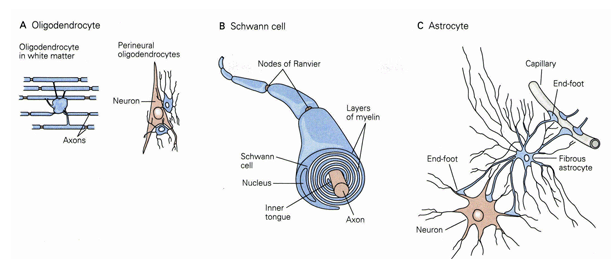 A Oligodendrocyte
Oligodendrocyte
in white matter
Axons
Perineural
oligodendrocytes
Neuron
B Schwann cell
Nodes of Ranvier
Layers
of myelin
Schwann
cell
Nucleus
Inner
tongue
Axon
C Astrocyte
Capillary
End-foot
Fibrous
astrocyte
End-foot
Neuron